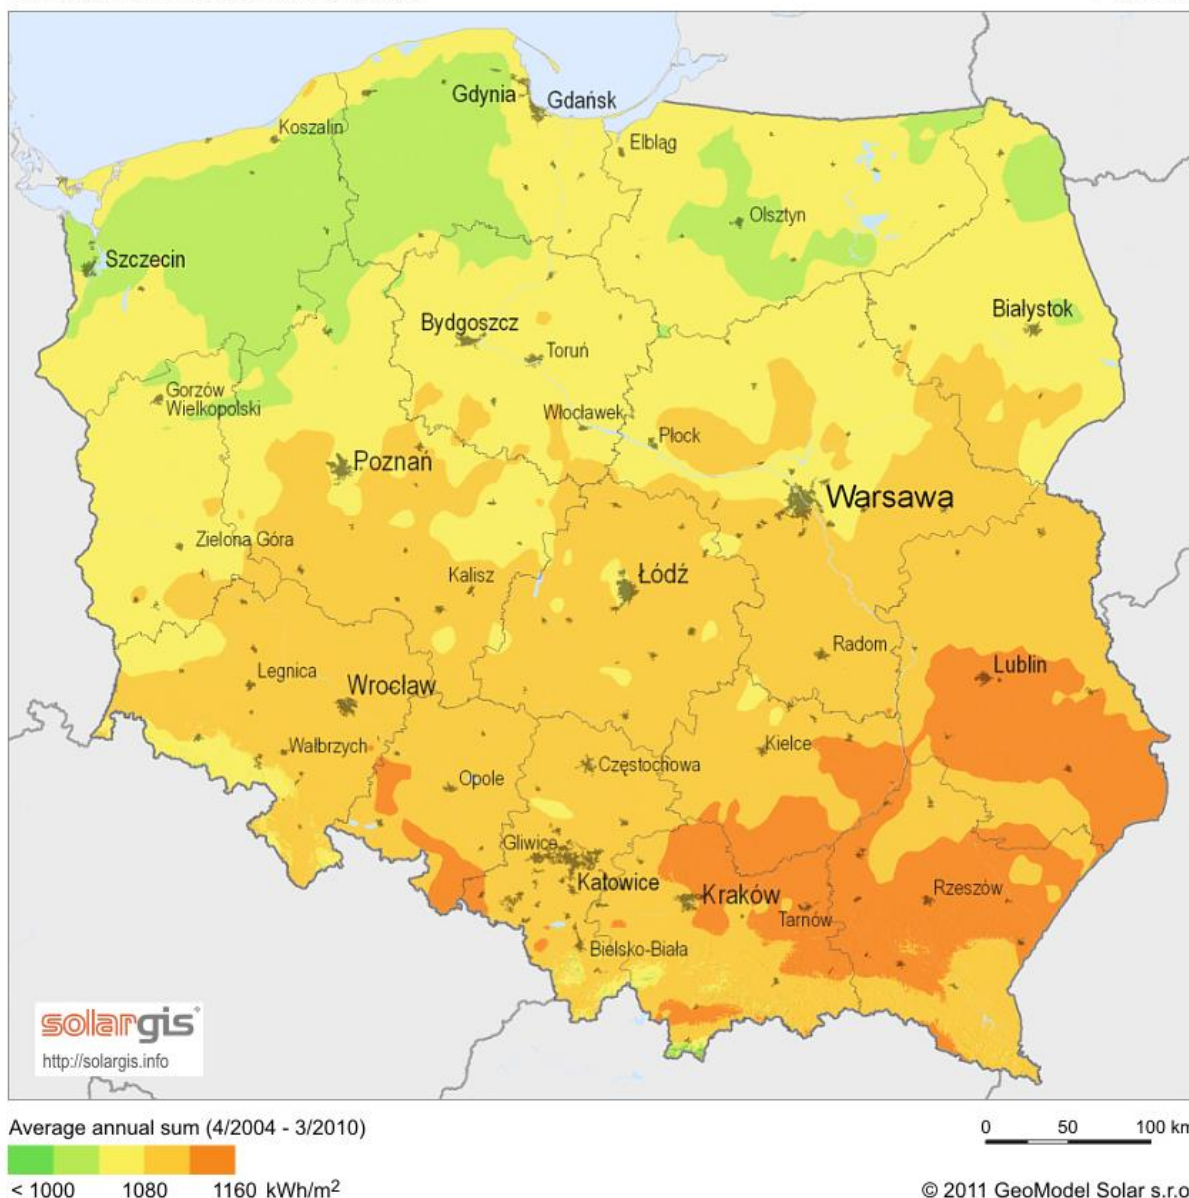 Gdynia
Gdańsk
Koszalin
Elbląg
Olsztyn
Szczecin
Białystok
Bydgoszcz
Toruń
Gorzów
Wielkopolski
Włocławek
Płock
Poznań
Warsawa
Zielona Góra
Kalisz
Łódź
Radom
Legnica
Lublin
Wrocław
Wałbrzych
Kielce
Opole
Częstochowa
Gliwice
Katowice
Kraków
Rzeszów
Tarnów
Bielsko-Biała
solargis
http://solargis.info
Average annual sum (4/2004 - 3/2010)
0 50 100 km
< 1000 1080 1160 kWh/m2
© 2011 GeoModel Solar s.r.o